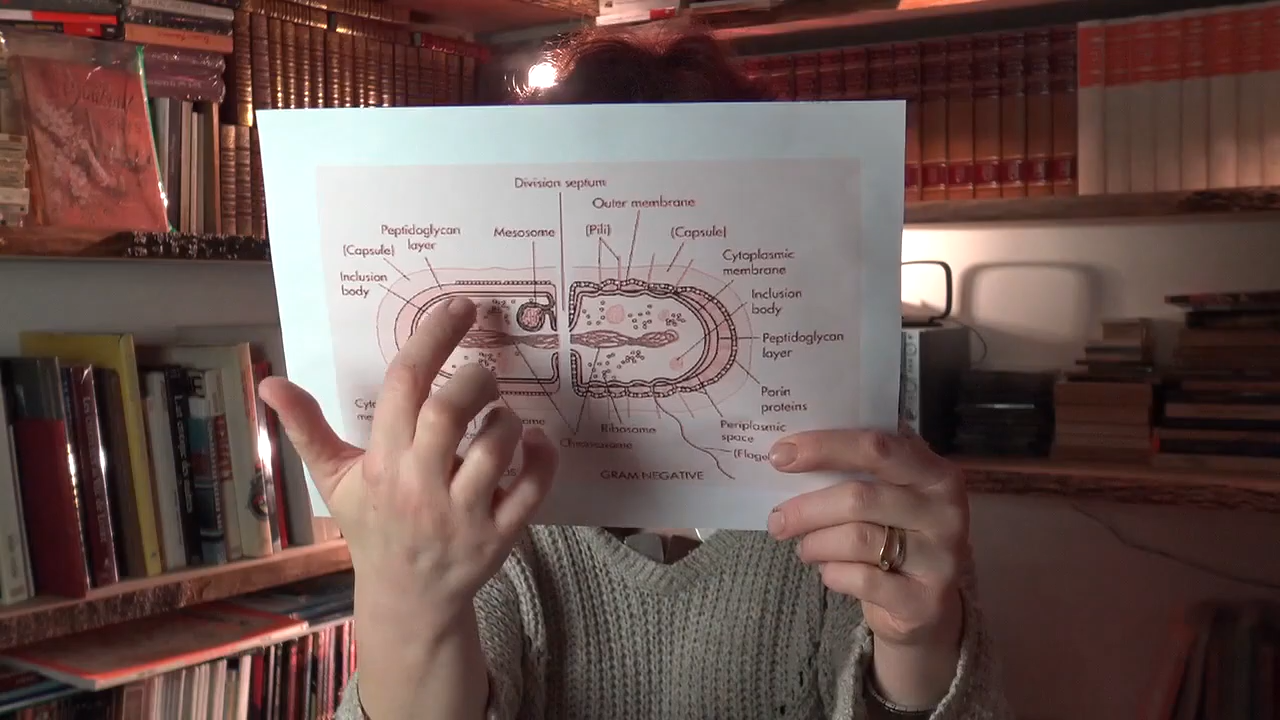 Division septum
Outer membrane
Peptidoglycan
layer
Mesosome
(Pili)
(Capsule)
(Capsule)
Cytoplasmic
membrane
Inclusion
body
Inclusion
body
Peptidoglycan
layer
Porin
proteins
Ribosome
Periplasmic
space
Chromosome
GRAM-NEGATIVE